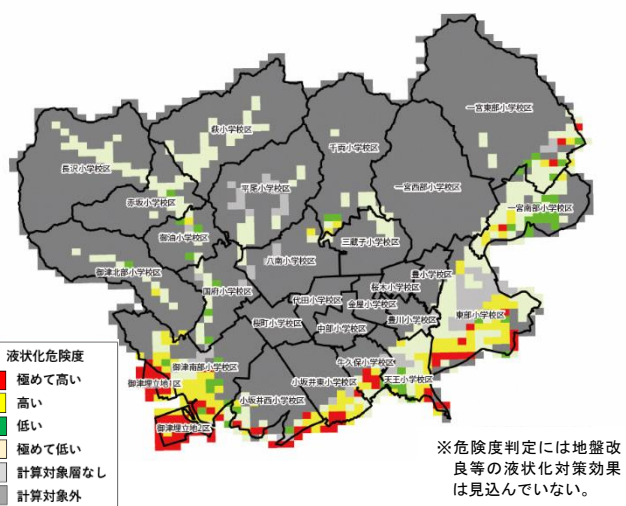 一宮東部小学校区
萩小学校区
千両小学校区
長沢小学校区
平尾小学校区
一宮西部小学校区
赤坂小学校区
一宮南部小学校区
御油小学校区
三蔵子小学校区
八南小学校区
御津北部小学校区
豊小学校区
国府小学校区
桜木小学校区
代田小学校区
金屋小学校区
東部小学校区
桜町小学校区
中部小学校区
豊川小学校区
牛久保小学校区
御津南部小学校区
小坂井東小学校区
天王小学校区
御津埋立地1区
小坂井西小学校区
御津埋立地2区
液状化危険度
極めて高い
高い
低い
極めて低い
計算対象層なし
計算対象外
※危険度判定には地盤改
良等の液状化対策効果
は見込んでいない。